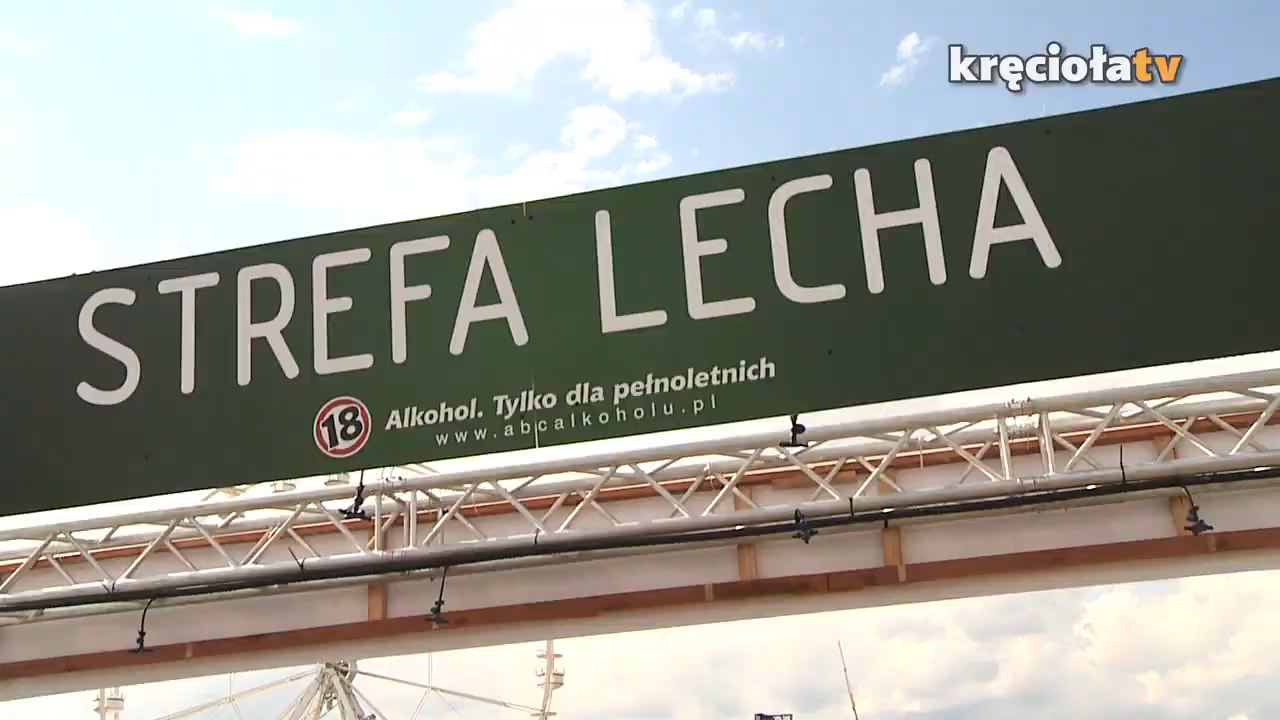 kręciołatv
STREFA LECHA
18 Alkohol. Tylko dla pełnoletnich
www.abcalkoholu.pl